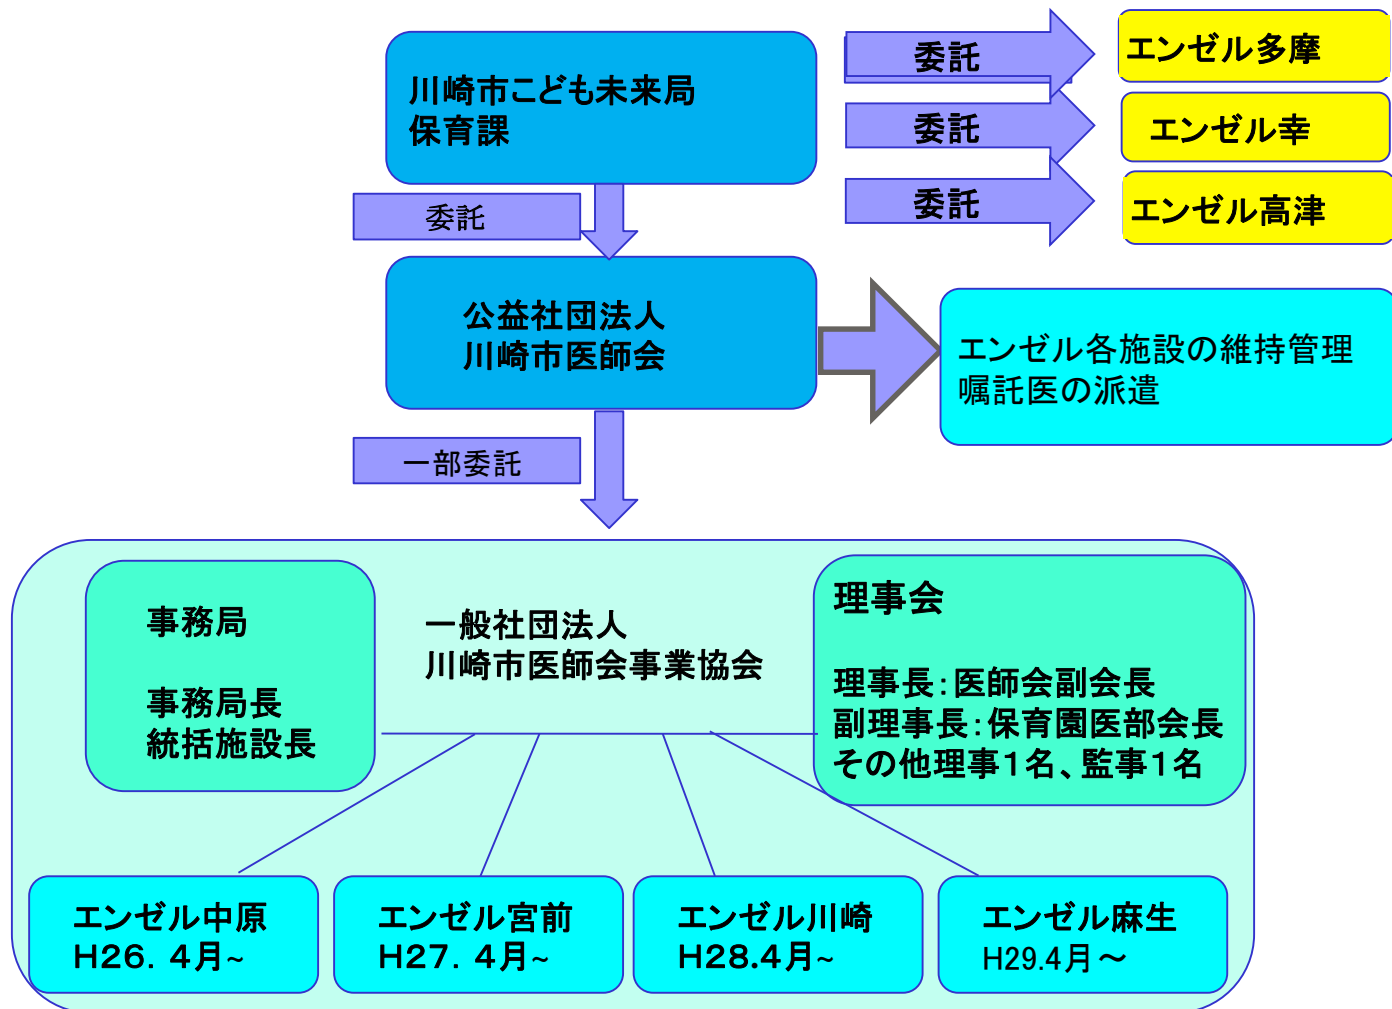 川崎市こども未来局
保育課
委託
エンゼル多摩
委託
エンゼル幸
委託
エンゼル高津
委託
公益社団法人
川崎市医師会
エンゼル各施設の維持管理
嘱託医の派遣
一部委託
事務局
事務局長
統括施設長
一般社団法人
川崎市医師会事業協会
理事会
理事長：医師会副会長
副理事長：保育園医部会長
その他理事１名、監事１名
エンゼル中原
H26．4月~
エンゼル宮前
H27．4月~
エンゼル川崎
H28.4月~
エンゼル麻生
H29.4月～